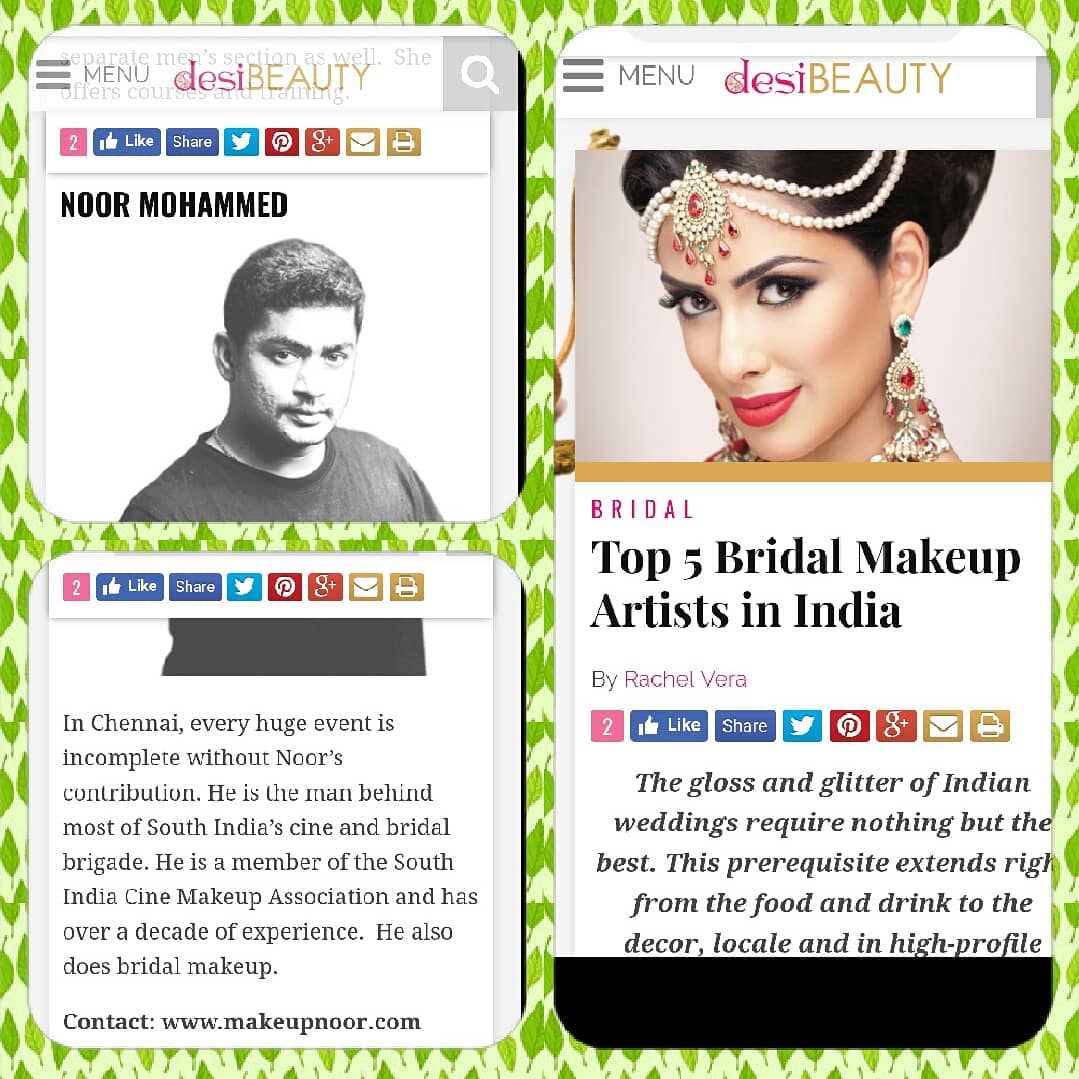 separate men's section as well. She
MENU desiBEAUTY
offers courses and training.
2 Like Share g+
NOOR MOHAMMED
2 Like Share g+
In Chennai, every huge event is
incomplete without Noor's
contribution. He is the man behind
most of South India's cine and bridal
brigade. He is a member of the South
India Cine Makeup Association and has
over a decade of experience. He also
does bridal makeup.
Contact: www.makeupnoor.com
MENU desiBEAUTY
BRIDAL
Top 5 Bridal Makeup
Artists in India
By Rachel Vera
2 Like Share g+
The gloss and glitter of Indian
weddings require nothing but the
best. This prerequisite extends righ
from the food and drink to the
decor, locale and in high-profile